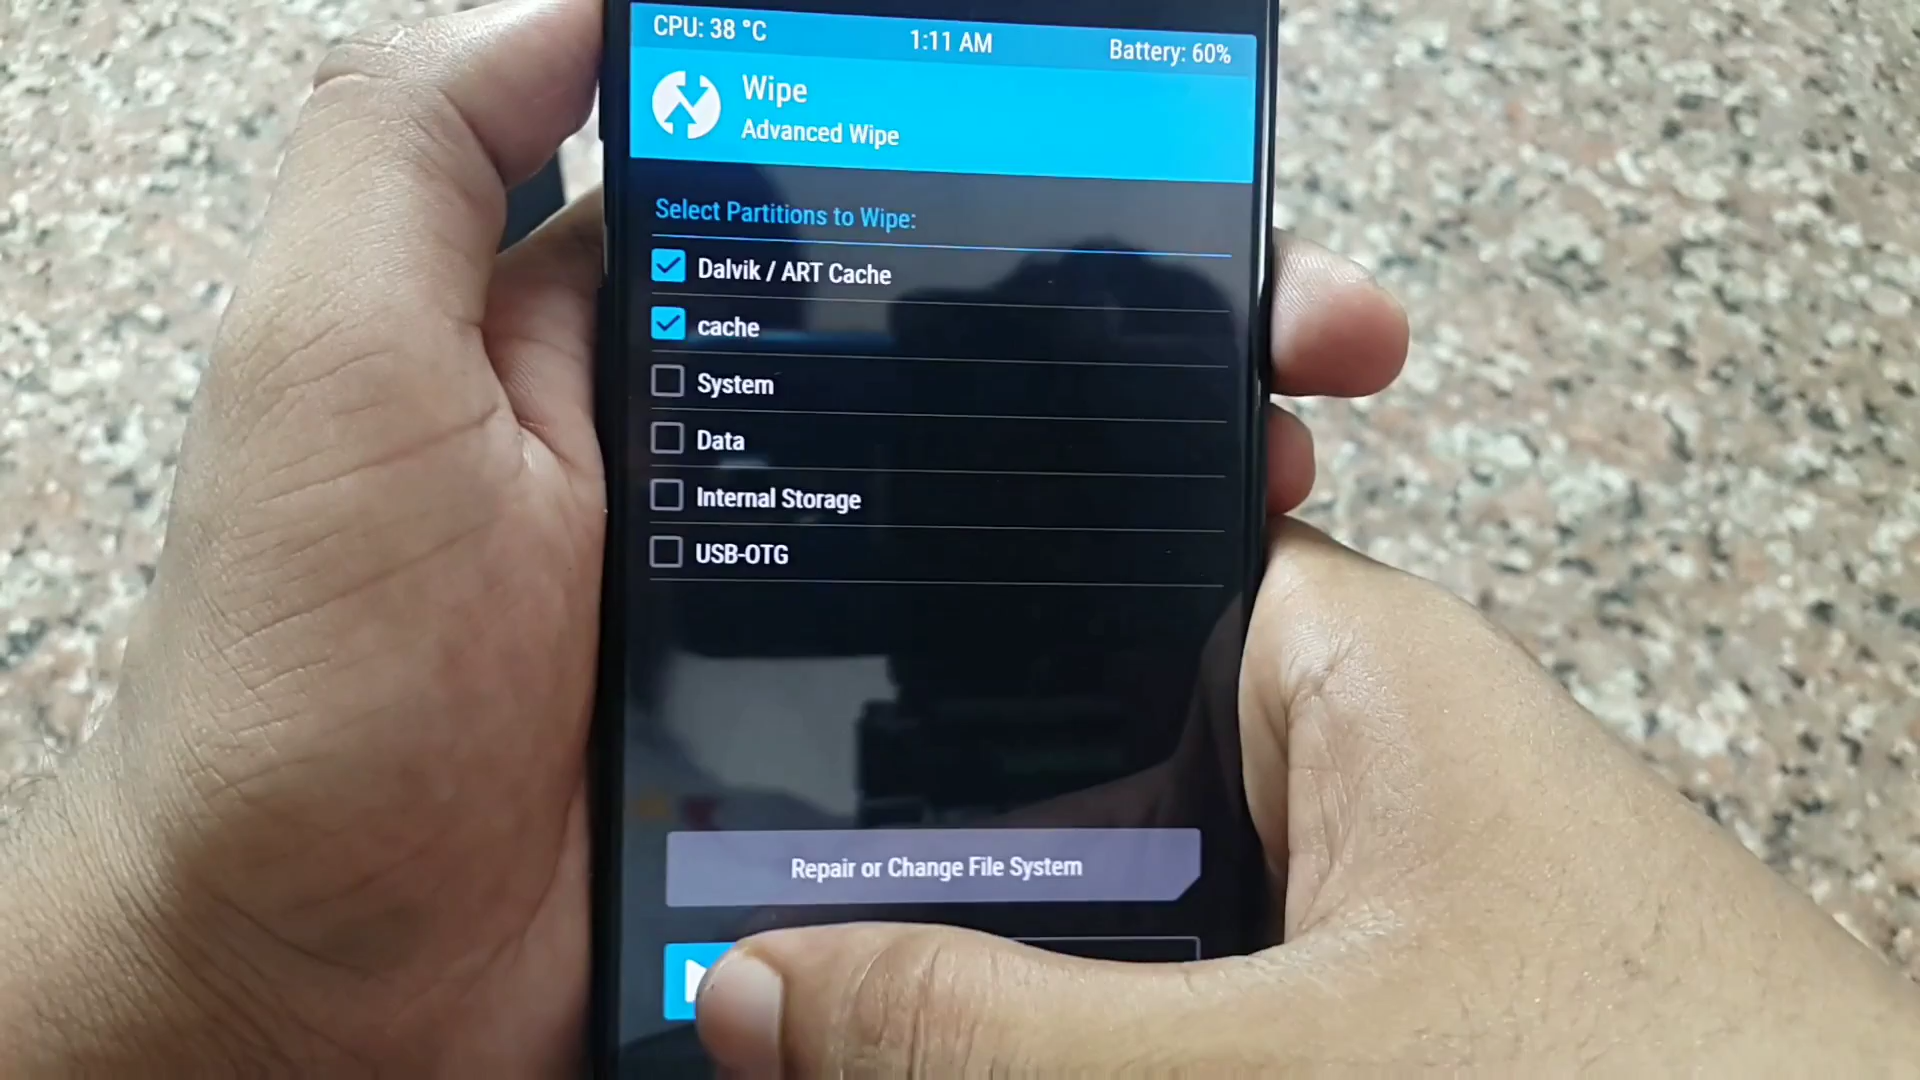 CPU: 38 °C 1:11 AM Battery: 60%
Wipe
Advanced Wipe
Select Partitions to Wipe:
Dalvik / ART Cache
cache
System
Data
Internal Storage
USB-OTG
Repair or Change File System